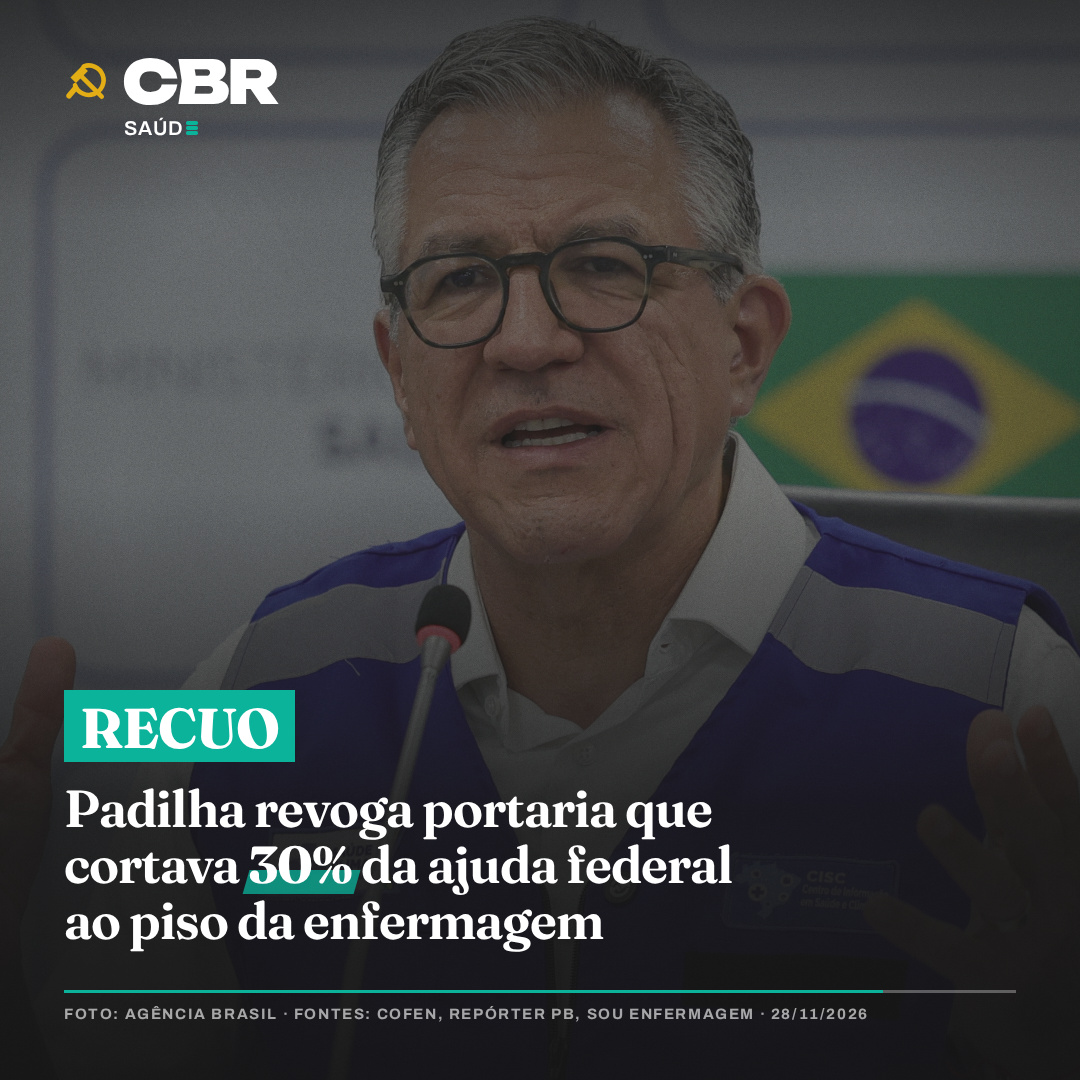 CBR
SAÚDE
RECUO
Padilha revoga portaria que
cortava 30% da ajuda federal
ao piso da enfermagem
CISC
FOTO: AGÊNCIA BRASIL · FONTES: COFEN, REPÓRTER PB, SOU ENFERMAGEM · 28/11/2026